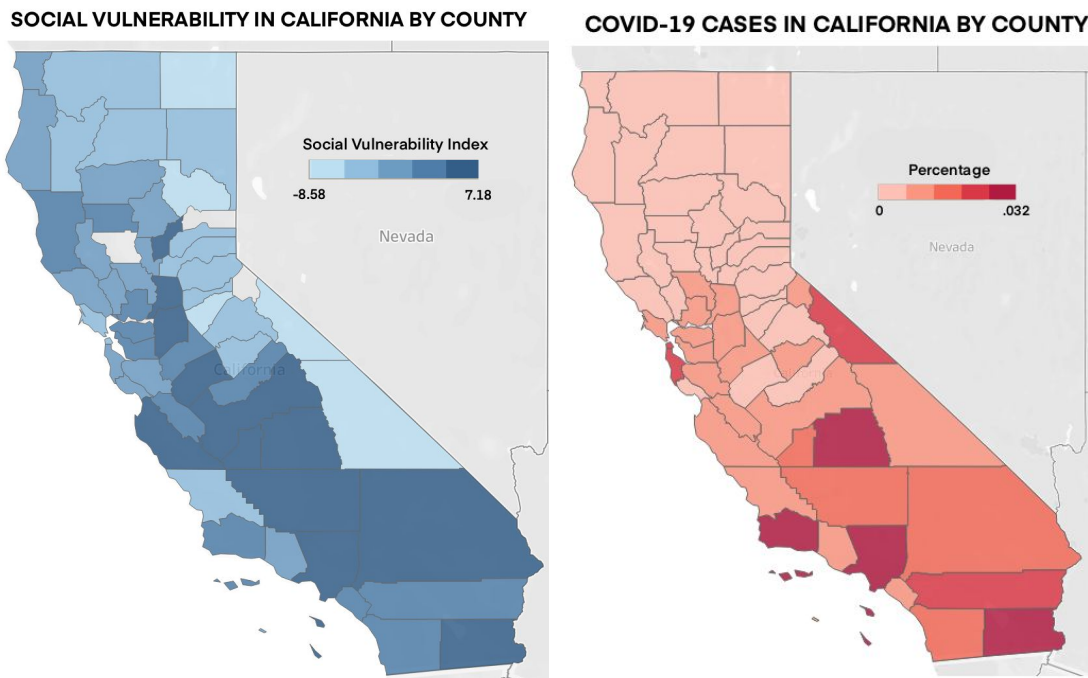 SOCIAL VULNERABILITY IN CALIFORNIA BY COUNTY
Social Vulnerability Index
-8.58 7.18
Nevada
California
COVID-19 CASES IN CALIFORNIA BY COUNTY
Percentage
0 .032
Nevada